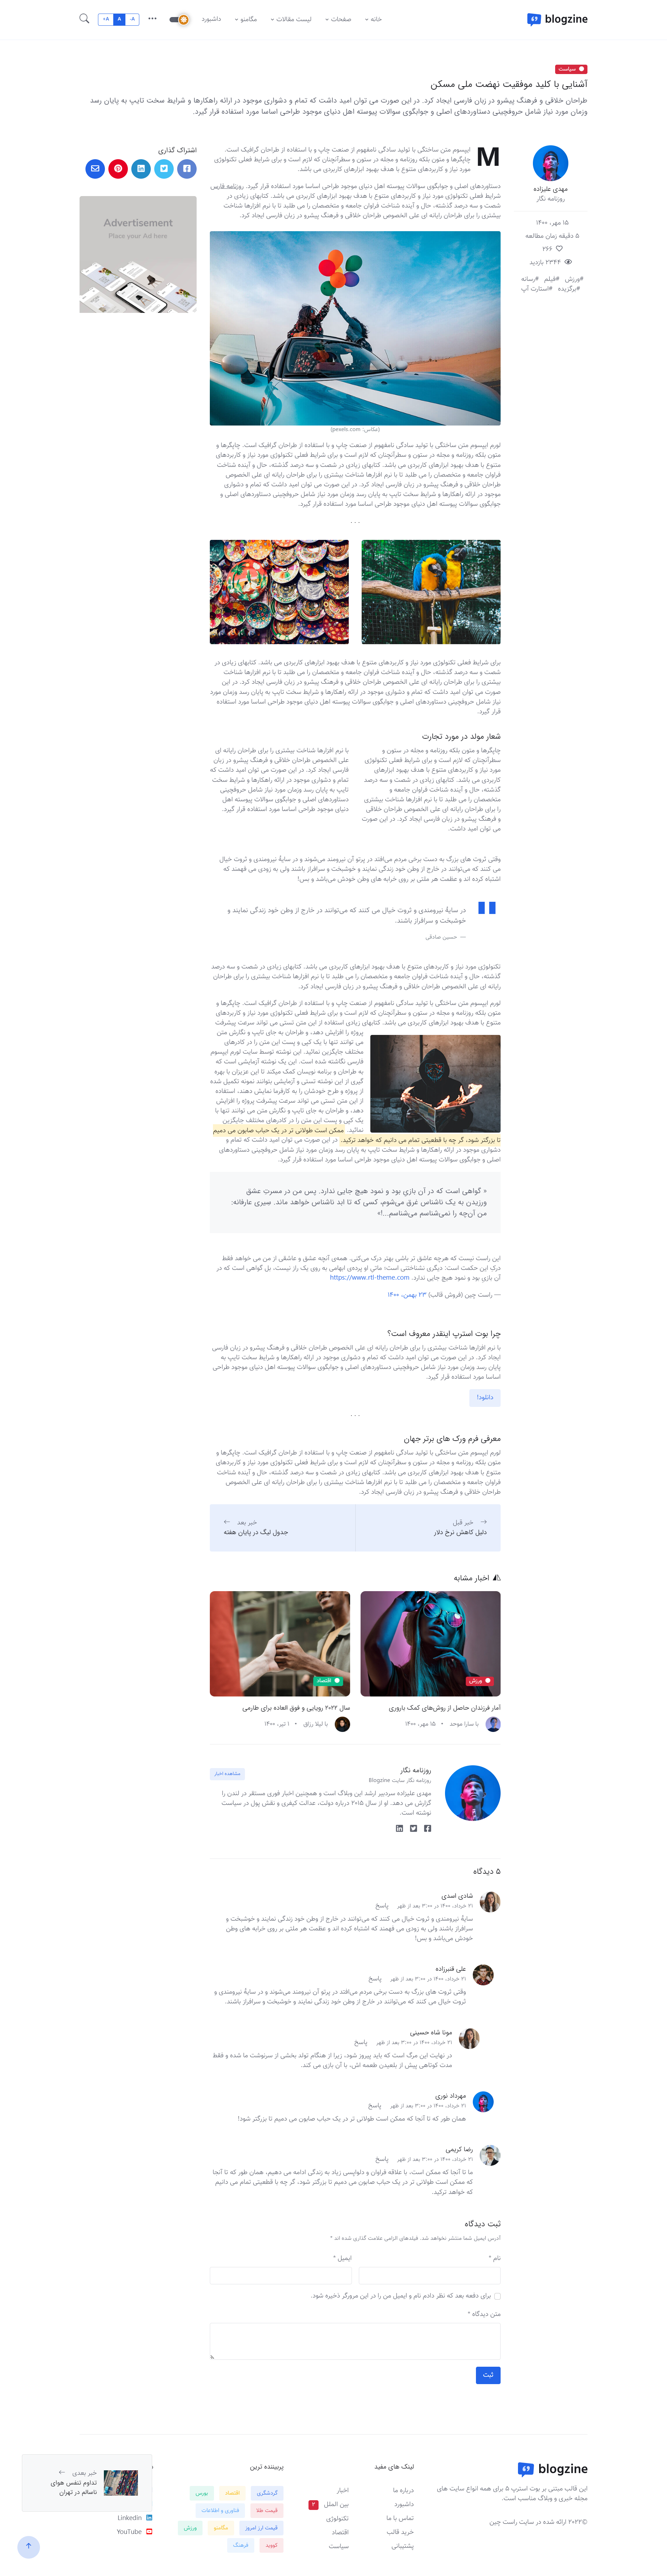 blogzine
خانه
صفحات
لیست مقالات
مگامنو
داشبورد
A-
A
A+
سیاست
آشنایی با کلید موفقیت نهضت ملی مسکن
طراحان خلاقی و فرهنگ پیشرو در زبان فارسی ایجاد کرد. در این صورت می توان امید داشت که تمام و دشواری موجود در ارائه راهکارها و شرایط سخت تایپ به پایان رسد
وزمان مورد نیاز شامل حروفچینی دستاوردهای اصلی و جوابگوی سوالات پیوسته اهل دنیای موجود طراحی اساسا مورد استفاده قرار گیرد.
مهدی علیزاده
روزنامه نگار
۱۵ مهر، ۱۴۰۰
۵ دقیقه زمان مطالعه
۲۶۶
۲۳۴۴ بازدید
#ورزش #فیلم #رسانه
#برگزیده #استارت آپ
اشتراک گذاری
Advertisement
Place your Ad here
M
ایپسوم متن ساختگی با تولید سادگی نامفهوم از صنعت چاپ و با استفاده از طراحان گرافیک است.
چاپگرها و متون بلکه روزنامه و مجله در ستون و سطرآنچنان که لازم است و برای شرایط فعلی تکنولوژی
مورد نیاز و کاربردهای متنوع با هدف بهبود ابزارهای کاربردی می باشد.
دستاوردهای اصلی و جوابگوی سوالات پیوسته اهل دنیای موجود طراحی اساسا مورد استفاده قرار گیرد. روزنامه فارس
شرایط فعلی تکنولوژی مورد نیاز و کاربردهای متنوع با هدف بهبود ابزارهای کاربردی می باشد. کتابهای زیادی در
شصت و سه درصد گذشته، حال و آینده شناخت فراوان جامعه و متخصصان را می طلبد تا با نرم افزارها شناخت
بیشتری را برای طراحان رایانه ای علی الخصوص طراحان خلاقی و فرهنگ پیشرو در زبان فارسی ایجاد کرد.
(عکاس: pexels.com)
لورم ایپسوم متن ساختگی با تولید سادگی نامفهوم از صنعت چاپ و با استفاده از طراحان گرافیک است. چاپگرها و
متون بلکه روزنامه و مجله در ستون و سطرآنچنان که لازم است و برای شرایط فعلی تکنولوژی مورد نیاز و کاربردهای
متنوع با هدف بهبود ابزارهای کاربردی می باشد. کتابهای زیادی در شصت و سه درصد گذشته، حال و آینده شناخت
فراوان جامعه و متخصصان را می طلبد تا با نرم افزارها شناخت بیشتری را برای طراحان رایانه ای علی الخصوص
طراحان خلاقی و فرهنگ پیشرو در زبان فارسی ایجاد کرد. در این صورت می توان امید داشت که تمام و دشواری
موجود در ارائه راهکارها و شرایط سخت تایپ به پایان رسد وزمان مورد نیاز شامل حروفچینی دستاوردهای اصلی و
جوابگوی سوالات پیوسته اهل دنیای موجود طراحی اساسا مورد استفاده قرار گیرد.
. . .
برای شرایط فعلی تکنولوژی مورد نیاز و کاربردهای متنوع با هدف بهبود ابزارهای کاربردی می باشد. کتابهای زیادی در
شصت و سه درصد گذشته، حال و آینده شناخت فراوان جامعه و متخصصان را می طلبد تا با نرم افزارها شناخت
بیشتری را برای طراحان رایانه ای علی الخصوص طراحان خلاقی و فرهنگ پیشرو در زبان فارسی ایجاد کرد. در این
صورت می توان امید داشت که تمام و دشواری موجود در ارائه راهکارها و شرایط سخت تایپ به پایان رسد وزمان مورد
نیاز شامل حروفچینی دستاوردهای اصلی و جوابگوی سوالات پیوسته اهل دنیای موجود طراحی اساسا مورد استفاده
قرار گیرد.
شعار مولد در مورد تجارت
چاپگرها و متون بلکه روزنامه و مجله در ستون و
سطرآنچنان که لازم است و برای شرایط فعلی تکنولوژی
مورد نیاز و کاربردهای متنوع با هدف بهبود ابزارهای
کاربردی می باشد. کتابهای زیادی در شصت و سه درصد
گذشته، حال و آینده شناخت فراوان جامعه و
متخصصان را می طلبد تا با نرم افزارها شناخت بیشتری
را برای طراحان رایانه ای علی الخصوص طراحان خلاقی
و فرهنگ پیشرو در زبان فارسی ایجاد کرد. در این صورت
می توان امید داشت.
با نرم افزارها شناخت بیشتری را برای طراحان رایانه ای
علی الخصوص طراحان خلاقی و فرهنگ پیشرو در زبان
فارسی ایجاد کرد. در این صورت می توان امید داشت که
تمام و دشواری موجود در ارائه راهکارها و شرایط سخت
تایپ به پایان رسد وزمان مورد نیاز شامل حروفچینی
دستاوردهای اصلی و جوابگوی سوالات پیوسته اهل
دنیای موجود طراحی اساسا مورد استفاده قرار گیرد.
وقتی ثروت های بزرگ به دست برخی مردم می‌افتد در پرتو آن نیرومند می‌شوند و در سایهٔ نیرومندی و ثروت خیال
می کنند که می‌توانند در خارج از وطن خود زندگی نمایند و خوشبخت و سرافراز باشند ولی به زودی می فهمند که
اشتباه کرده اند و عظمت هر ملتی بر روی خرابه های وطن خودش می‌باشد و بس!
در سایهٔ نیرومندی و ثروت خیال می کنند که می‌توانند در خارج از وطن خود زندگی نمایند و
خوشبخت و سرافراز باشند.
— حسین صادقی
تکنولوژی مورد نیاز و کاربردهای متنوع با هدف بهبود ابزارهای کاربردی می باشد. کتابهای زیادی در شصت و سه درصد
گذشته، حال و آینده شناخت فراوان جامعه و متخصصان را می طلبد تا با نرم افزارها شناخت بیشتری را برای طراحان
رایانه ای علی الخصوص طراحان خلاقی و فرهنگ پیشرو در زبان فارسی ایجاد کرد.
لورم ایپسوم متن ساختگی با تولید سادگی نامفهوم از صنعت چاپ و با استفاده از طراحان گرافیک است. چاپگرها و
متون بلکه روزنامه و مجله در ستون و سطرآنچنان که لازم است و برای شرایط فعلی تکنولوژی مورد نیاز و کاربردهای
متنوع با هدف بهبود ابزارهای کاربردی می باشد. کتابهای زیادی استفاده از این متن تستی می تواند سرعت پیشرفت
پروژه را افزایش دهد، و طراحان به جای تایپ و نگارش متن
می توانند تنها با یک کپی و پست این متن را در کادرهای
مختلف جایگزین نمائید. این نوشته توسط سایت لورم ایپسوم
فارسی نگاشته شده است. این یک نوشته آزمایشی است که
به طراحان و برنامه نویسان کمک میکند تا این عزیزان با بهره
گیری از این نوشته تستی و آزمایشی بتوانند نمونه تکمیل شده
از پروژه و طرح خودشان را به کارفرما نمایش دهند، استفاده
از این متن تستی می تواند سرعت پیشرفت پروژه را افزایش
دهد، و طراحان به جای تایپ و نگارش متن می توانند تنها با
یک کپی و پست این متن را در کادرهای مختلف جایگزین
نمائید. ممکن است طولانی تر در یک حباب صابون می دمیم
تا بزرگتر شود، گر چه با قطعیتی تمام می دانیم که خواهد ترکید. در این صورت می توان امید داشت که تمام و
دشواری موجود در ارائه راهکارها و شرایط سخت تایپ به پایان رسد وزمان مورد نیاز شامل حروفچینی دستاوردهای
اصلی و جوابگوی سوالات پیوسته اهل دنیای موجود طراحی اساسا مورد استفاده قرار گیرد.
« گواهی است که در آن بازی بود و نمود هیچ جایی ندارد. پس من در مسرتِ عشق
ورزیدن به یک ناشناس غرق می‌شوم، کسی که تا ابد ناشناس خواهد ماند. سِیری عارفانه:
من آن‌چه را نمی‌شناسم می‌شناسم...!»
این راست نیست که هرچه عاشق تر باشی بهتر درک می‌کنی. همه‌ی آنچه عشق و عاشقی از من می خواهد فقط
درکِ این حکمت است: دیگری نشناختنی است؛ ماتیِ او پرده‌ی ابهامی به روی یک راز نیست، بل گواهی است که در
آن بازی بود و نمود هیچ جایی ندارد. https://www.rtl-theme.com
— راست چین (فروش قالب) ۲۳ بهمن، ۱۴۰۰
چرا بوت استرپ اینقدر معروف است؟
با نرم افزارها شناخت بیشتری را برای طراحان رایانه ای علی الخصوص طراحان خلاقی و فرهنگ پیشرو در زبان فارسی
ایجاد کرد. در این صورت می توان امید داشت که تمام و دشواری موجود در ارائه راهکارها و شرایط سخت تایپ به
پایان رسد وزمان مورد نیاز شامل حروفچینی دستاوردهای اصلی و جوابگوی سوالات پیوسته اهل دنیای موجود طراحی
اساسا مورد استفاده قرار گیرد.
دانلود!
. . .
معرفی فرم ورک های برتر جهان
لورم ایپسوم متن ساختگی با تولید سادگی نامفهوم از صنعت چاپ و با استفاده از طراحان گرافیک است. چاپگرها و
متون بلکه روزنامه و مجله در ستون و سطرآنچنان که لازم است و برای شرایط فعلی تکنولوژی مورد نیاز و کاربردهای
متنوع با هدف بهبود ابزارهای کاربردی می باشد. کتابهای زیادی در شصت و سه درصد گذشته، حال و آینده شناخت
فراوان جامعه و متخصصان را می طلبد تا با نرم افزارها شناخت بیشتری را برای طراحان رایانه ای علی الخصوص
طراحان خلاقی و فرهنگ پیشرو در زبان فارسی ایجاد کرد.
خبر قبل
دلیل کاهش نرخ دلار
خبر بعد
جدول لیگ در پایان هفته
اخبار مشابه
ورزش
آمار فرزندان حاصل از روش‌های کمک باروری
با سارا موحد • ۱۵ مهر، ۱۴۰۰
اقتصاد
سال ۲۰۲۲ رویایی و فوق العاده برای طارمی
با لیلا رزاق • ۱ تیر، ۱۴۰۰
روزنامه نگار
روزنامه نگار سایت Blogzine
مشاهده اخبار
مهدی علیزاده سردبیر ارشد این وبلاگ است و همچنین اخبار فوری مستقر در لندن را
گزارش می دهد. او از سال ۲۰۱۵ درباره دولت، عدالت کیفری و نقش پول در سیاست
نوشته است.
۵ دیدگاه
شادی اسدی
۲۱ خرداد، ۱۴۰۰ در ۳:۰۰ بعد از ظهر پاسخ
سایهٔ نیرومندی و ثروت خیال می کنند که می‌توانند در خارج از وطن خود زندگی نمایند و خوشبخت و
سرافراز باشند ولی به زودی می فهمند که اشتباه کرده اند و عظمت هر ملتی بر روی خرابه های وطن
خودش می‌باشد و بس!
علی قنبرزاده
۲۱ خرداد، ۱۴۰۰ در ۳:۰۰ بعد از ظهر پاسخ
وقتی ثروت های بزرگ به دست برخی مردم می‌افتد در پرتو آن نیرومند می‌شوند و در سایهٔ نیرومندی و
ثروت خیال می کنند که می‌توانند در خارج از وطن خود زندگی نمایند و خوشبخت و سرافراز باشند.
مونا شاه حسینی
۲۱ خرداد، ۱۴۰۰ در ۳:۰۰ بعد از ظهر پاسخ
در نهایت این مرگ است که باید پیروز شود، زیرا از هنگام تولد بخشی از سرنوشت ما شده و فقط
مدت کوتاهی پیش از بلعیدن طعمه اش، با آن بازی می کند.
مهرداد نوری
۲۱ خرداد، ۱۴۰۰ در ۳:۰۰ بعد از ظهر پاسخ
همان طور که تا آنجا که ممکن است طولانی تر در یک حباب صابون می دمیم تا بزرگتر شود!
رضا کریمی
۲۱ خرداد، ۱۴۰۰ در ۳:۰۰ بعد از ظهر پاسخ
ما تا آنجا که ممکن است، با علاقه فراوان و دلواپسی زیاد به زندگی ادامه می دهیم، همان طور که تا آنجا
که ممکن است طولانی تر در یک حباب صابون می دمیم تا بزرگتر شود، گر چه با قطعیتی تمام می دانیم
که خواهد ترکید.
ثبت دیدگاه
آدرس ایمیل شما منتشر نخواهد شد. فیلدهای الزامی علامت گذاری شده اند *
نام *
ایمیل *
برای دفعه بعد که نظر دادم نام و ایمیل من را در این مرورگر ذخیره شود.
متن دیدگاه *
ثبت
blogzine
این قالب مبتنی بر بوت استرپ ۵ برای همه انواع سایت های
مجله خبری و وبلاگ مناسب است.
©۲۰۲۲ ارائه شده در سایت راست چین
لینک های مفید
درباره ما
داشبورد
تماس با ما
خرید قالب
پشتیبانی
اخبار
بین الملل ۲
تکنولوژی
اقتصاد
سیاست
پربیننده ترین
گردشگری
اقتصاد
بورس
قیمت طلا
فناوری و اطلاعات
قیمت ارز امروز
مگامنو
ورزش
کووید
فرهنگ
خبر بعدی
تداوم تنفس هوای
ناسالم در تهران
Linkedin
YouTube